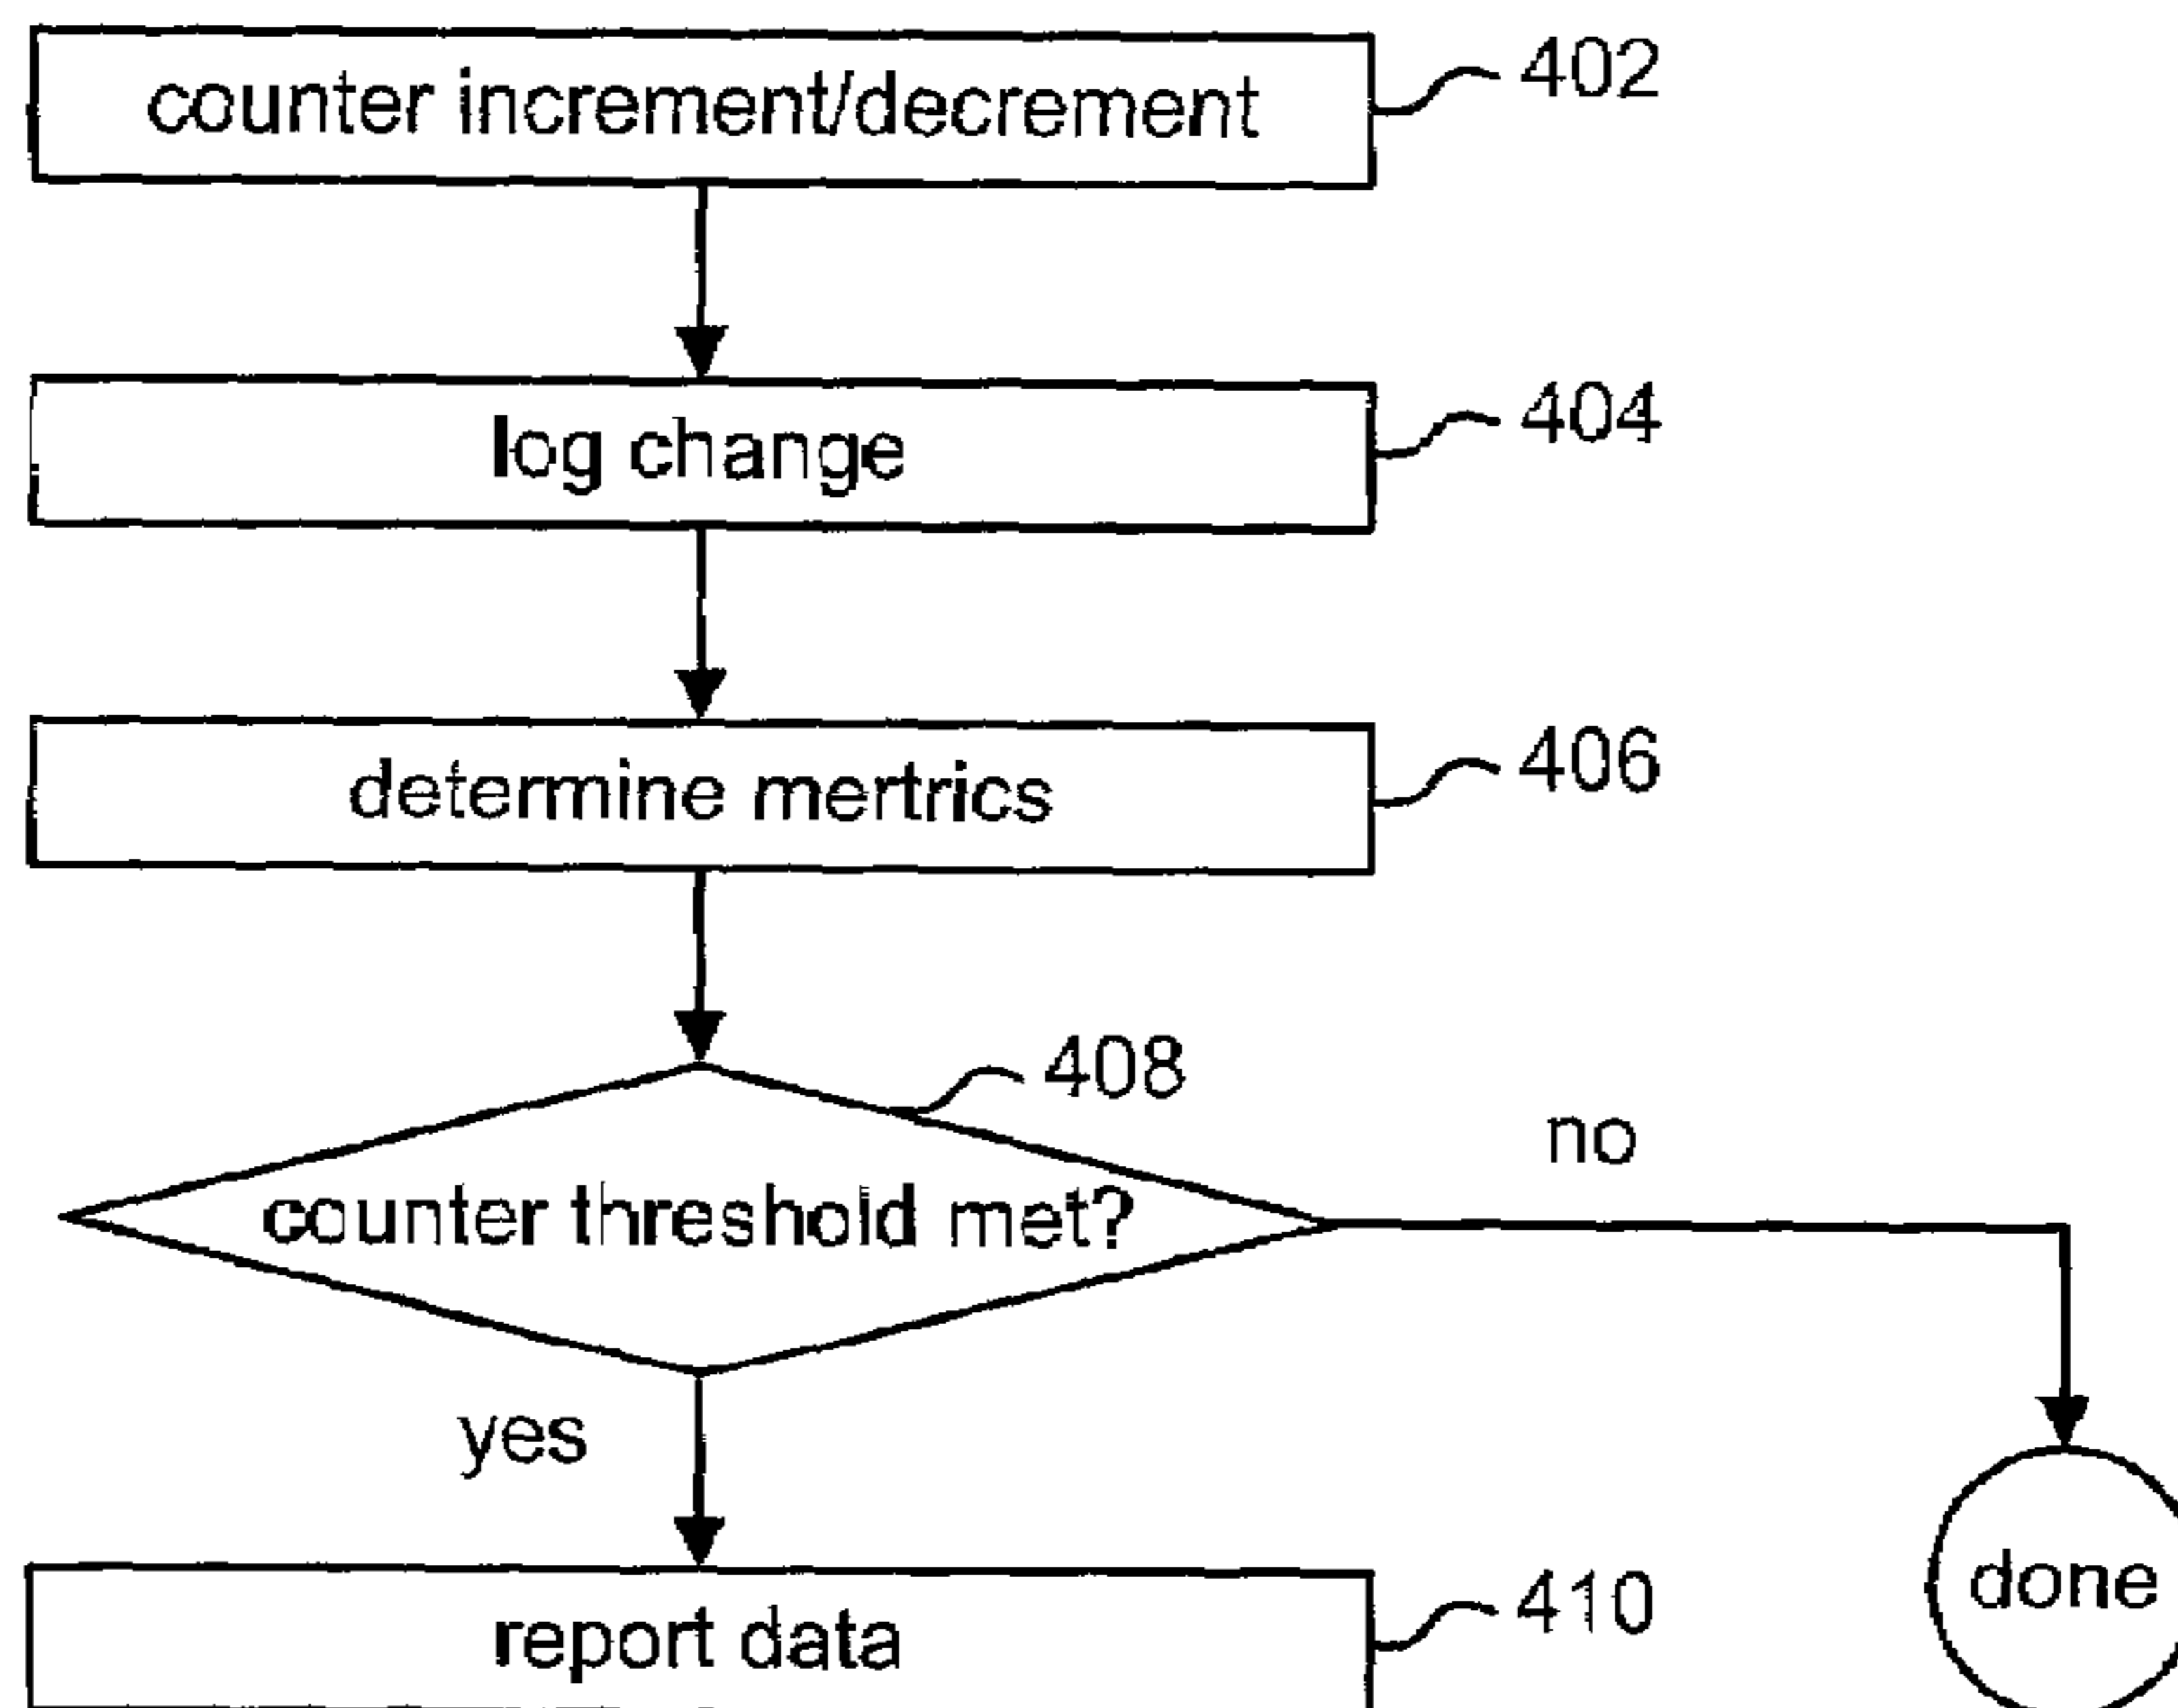 counter increment/decrement
402
log change
404
determine mertrics
406
408
no
counter threshold met?
yes
done
report data
410